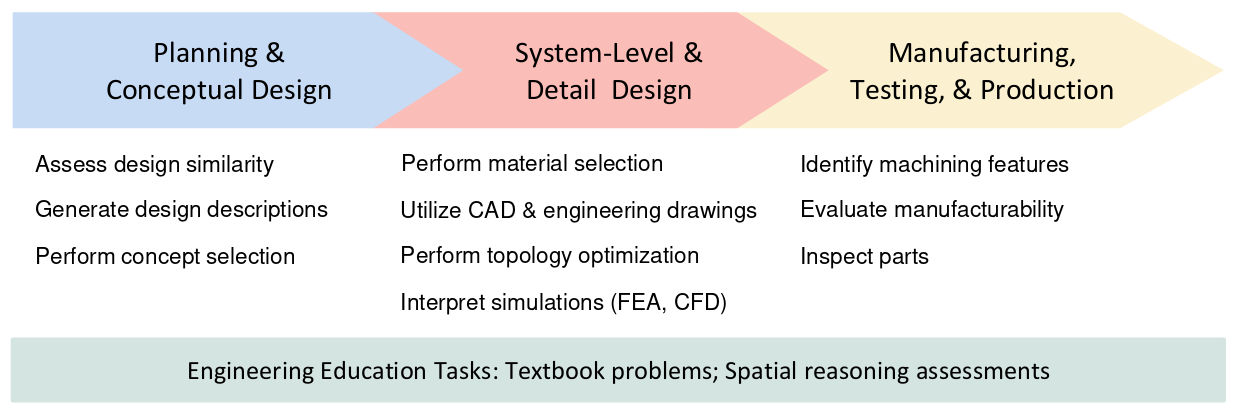 Planning &
Conceptual Design
System-Level &
Detail Design
Manufacturing,
Testing, & Production
Assess design similarity
Generate design descriptions
Perform concept selection
Perform material selection
Utilize CAD & engineering drawings
Perform topology optimization
Interpret simulations (FEA, CFD)
Identify machining features
Evaluate manufacturability
Inspect parts
Engineering Education Tasks: Textbook problems; Spatial reasoning assessments